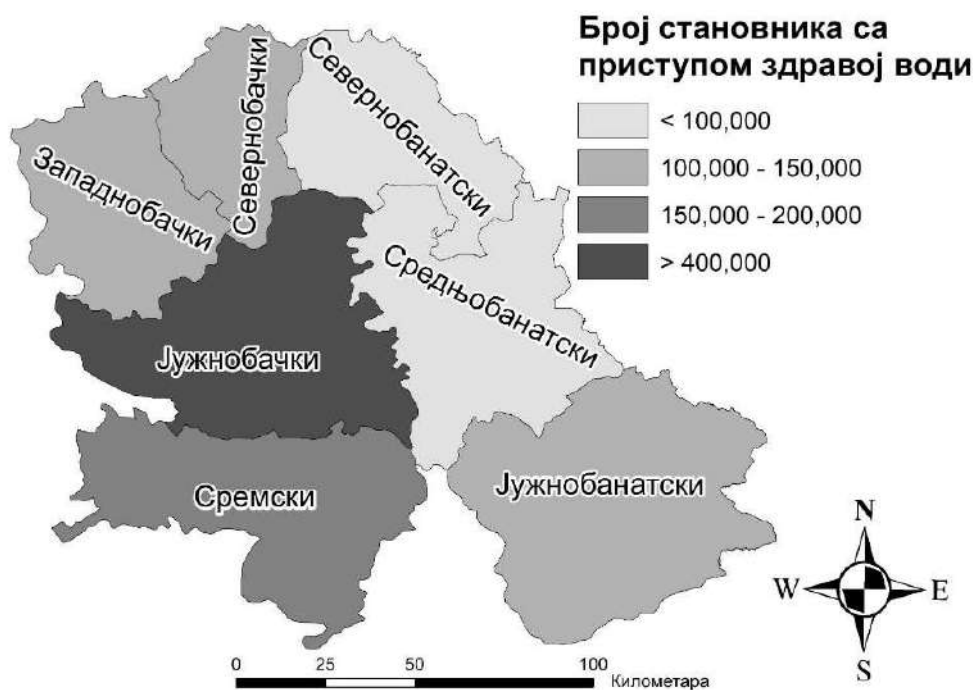 Број становника са
приступом здравој води
< 100,000
100,000 - 150,000
150,000 - 200,000
> 400,000
Севернобачки
Севернобанатски
Западнобачки
Средњобанатски
Јужнобачки
Сремски
Јужнобанатски
N
W
E
S
0 25 50 100
Километара